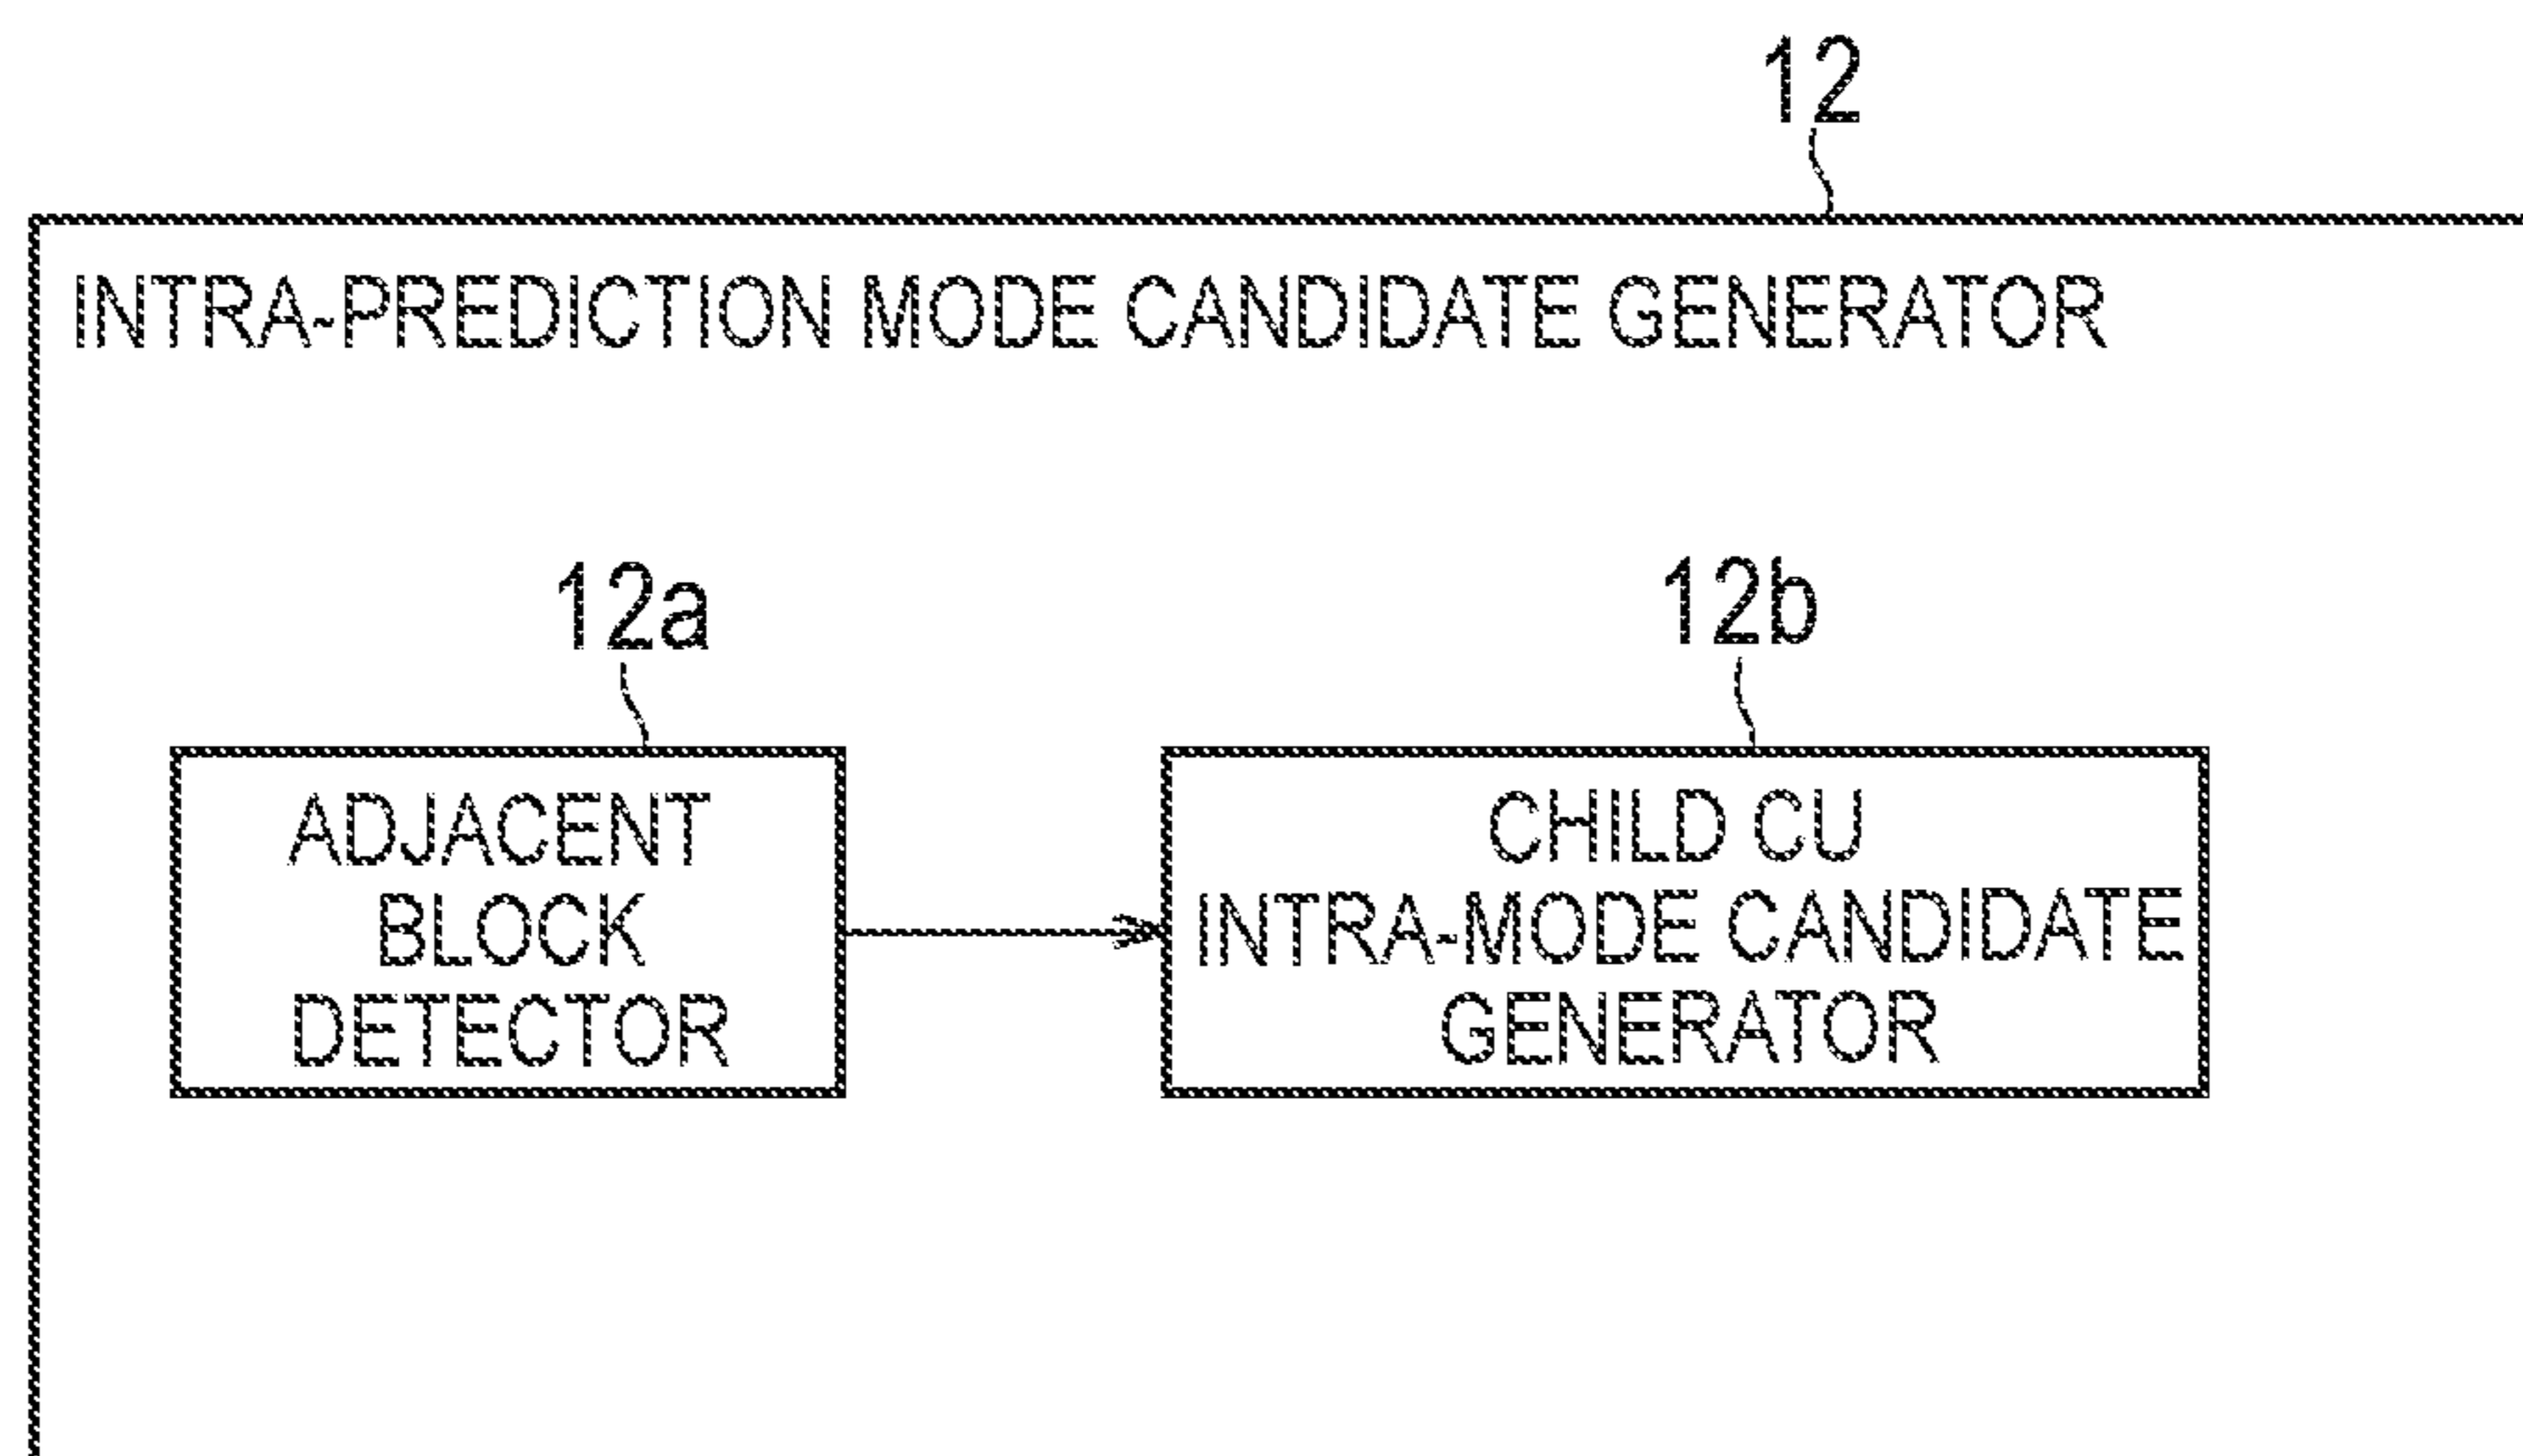 12
INTRA-PREDICTION MODE CANDIDATE GENERATOR
12a
12b
ADJACENT
BLOCK
DETECTOR
CHILD CU
INTRA-MODE CANDIDATE
GENERATOR